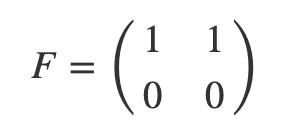 F = ( 1 1
0 0 )